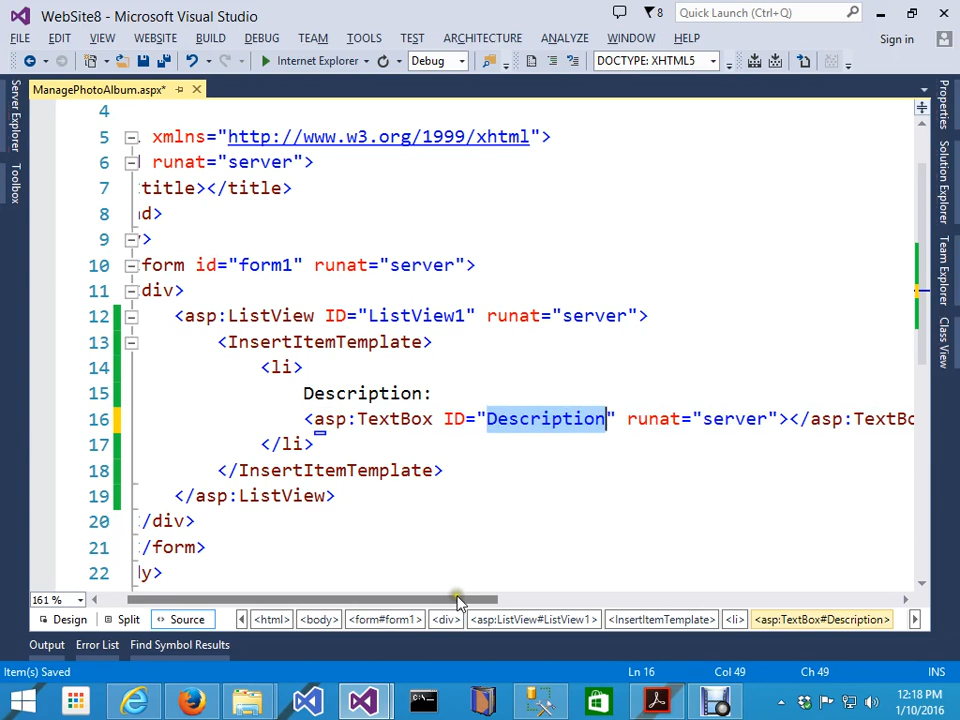 WebSite8 - Microsoft Visual Studio
8
Quick Launch (Ctrl+Q)
FILE EDIT VIEW WEBSITE BUILD DEBUG TEAM TOOLS TEST ARCHITECTURE ANALYZE WINDOW HELP Sign in
Internet Explorer Debug DOCTYPE: XHTML5
ManagePhotoAlbum.aspx*
Server Explorer
Toolbox
Properties
Solution Explorer
Team Explorer
Class View
4
5 xmlns="http://www.w3.org/1999/xhtml">
6 runat="server">
7 title></title>
8 d>
9 >
10 form id="form1" runat="server">
11 div>
12 <asp:ListView ID="ListView1" runat="server">
13 <InsertItemTemplate>
14 <li>
15 Description:
16 <asp:TextBox ID="Description" runat="server"></asp:TextBo
17 </li>
18 </InsertItemTemplate>
19 </asp:ListView>
20 /div>
21 /form>
22 y>
161 %
Design Split Source <html> <body> <form#form1> <div> <asp:ListView#ListView1> <InsertItemTemplate> <li> <asp:TextBox#Description>
Output Error List Find Symbol Results
Item(s) Saved Ln 16 Col 49 Ch 49 INS
12:18 PM
1/10/2016